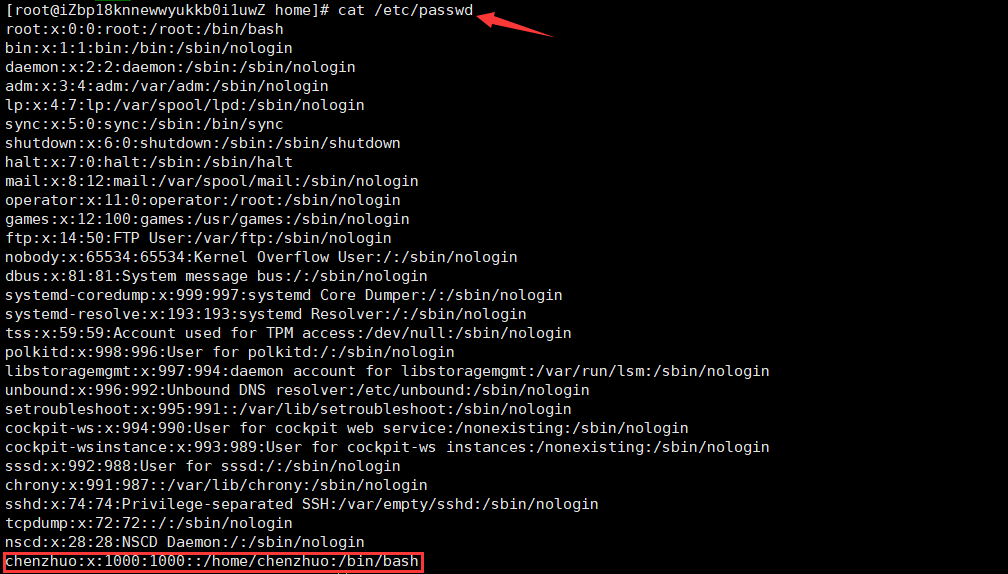 [root@iZbp18knnewwyukkb0i1uwZ home]# cat /etc/passwd
root:x:0:0:root:/root:/bin/bash
bin:x:1:1:bin:/bin:/sbin/nologin
daemon:x:2:2:daemon:/sbin:/sbin/nologin
adm:x:3:4:adm:/var/adm:/sbin/nologin
lp:x:4:7:lp:/var/spool/lpd:/sbin/nologin
sync:x:5:0:sync:/sbin:/bin/sync
shutdown:x:6:0:shutdown:/sbin:/sbin/shutdown
halt:x:7:0:halt:/sbin:/sbin/halt
mail:x:8:12:mail:/var/spool/mail:/sbin/nologin
operator:x:11:0:operator:/root:/sbin/nologin
games:x:12:100:games:/usr/games:/sbin/nologin
ftp:x:14:50:FTP User:/var/ftp:/sbin/nologin
nobody:x:65534:65534:Kernel Overflow User:/:/sbin/nologin
dbus:x:81:81:System message bus:/:/sbin/nologin
systemd-coredump:x:999:997:systemd Core Dumper:/:/sbin/nologin
systemd-resolve:x:193:193:systemd Resolver:/:/sbin/nologin
tss:x:59:59:Account used for TPM access:/dev/null:/sbin/nologin
polkitd:x:998:996:User for polkitd:/:/sbin/nologin
libstoragemgmt:x:997:994:daemon account for libstoragemgmt:/var/run/lsm:/sbin/nologin
unbound:x:996:992:Unbound DNS resolver:/etc/unbound:/sbin/nologin
setroubleshoot:x:995:991::/var/lib/setroubleshoot:/sbin/nologin
cockpit-ws:x:994:990:User for cockpit web service:/nonexisting:/sbin/nologin
cockpit-wsinstance:x:993:989:User for cockpit-ws instances:/nonexisting:/sbin/nologin
sssd:x:992:988:User for sssd:/:/sbin/nologin
chrony:x:991:987::/var/lib/chrony:/sbin/nologin
sshd:x:74:74:Privilege-separated SSH:/var/empty/sshd:/sbin/nologin
tcpdump:x:72:72::/:/sbin/nologin
nscd:x:28:28:NSCD Daemon:/:/sbin/nologin
chenzhuo:x:1000:1000::/home/chenzhuo:/bin/bash